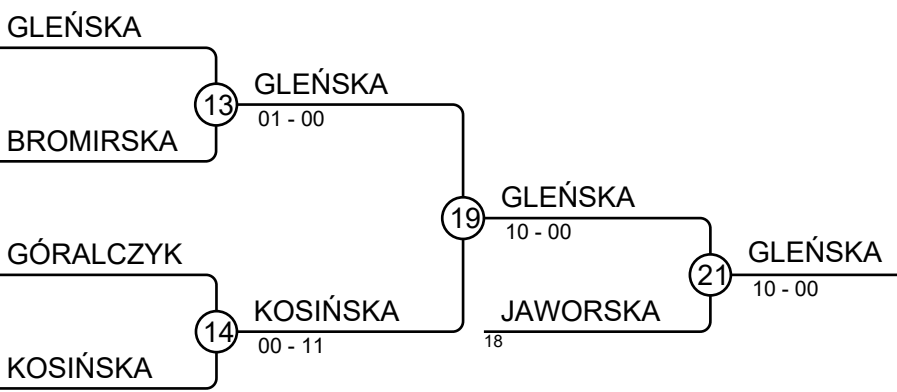 GLEŃSKA
13
GLEŃSKA
01 - 00
BROMIRSKA
19
GLEŃSKA
10 - 00
GÓRALCZYK
21
GLEŃSKA
10 - 00
14
KOSIŃSKA
00 - 11
JAWORSKA
18
KOSIŃSKA